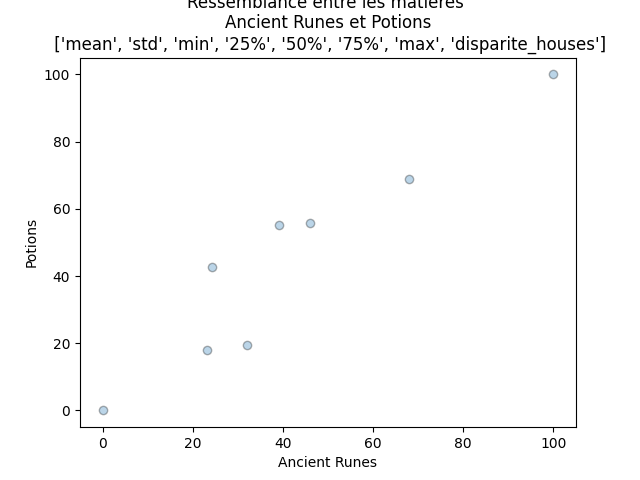 Ressemblance entre les matières
Ancient Runes et Potions
['mean', 'std', 'min', '25%', '50%', '75%', 'max', 'disparite_houses']
100
80
60
40
20
0
Potions
0 20 40 60 80 100
Ancient Runes